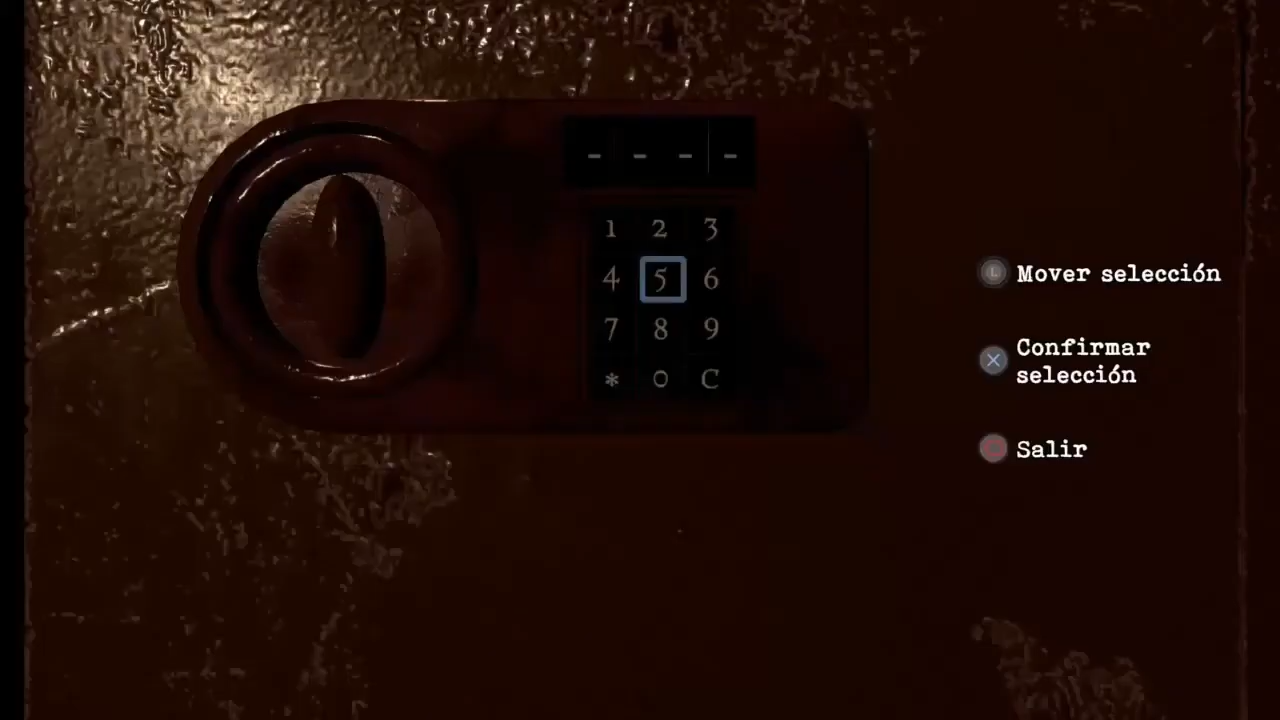 - - - -
1 2 3
4 5 6
7 8 9
* 0 C
L Mover selección
Confirmar
selección
Salir